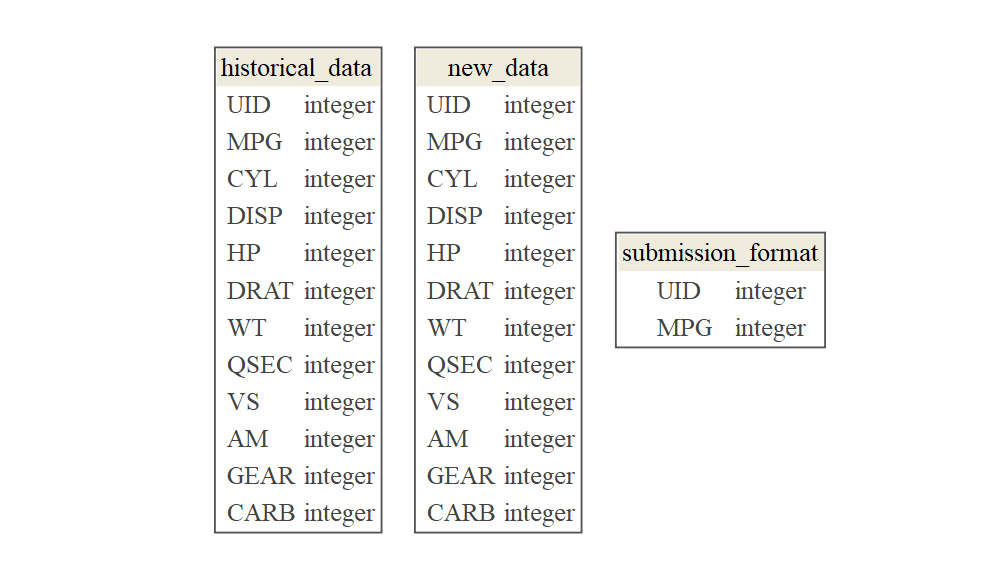 historical_data
UID integer
MPG integer
CYL integer
DISP integer
HP integer
DRAT integer
WT integer
QSEC integer
VS integer
AM integer
GEAR integer
CARB integer
new_data
UID integer
MPG integer
CYL integer
DISP integer
HP integer
DRAT integer
WT integer
QSEC integer
VS integer
AM integer
GEAR integer
CARB integer
submission_format
UID integer
MPG integer